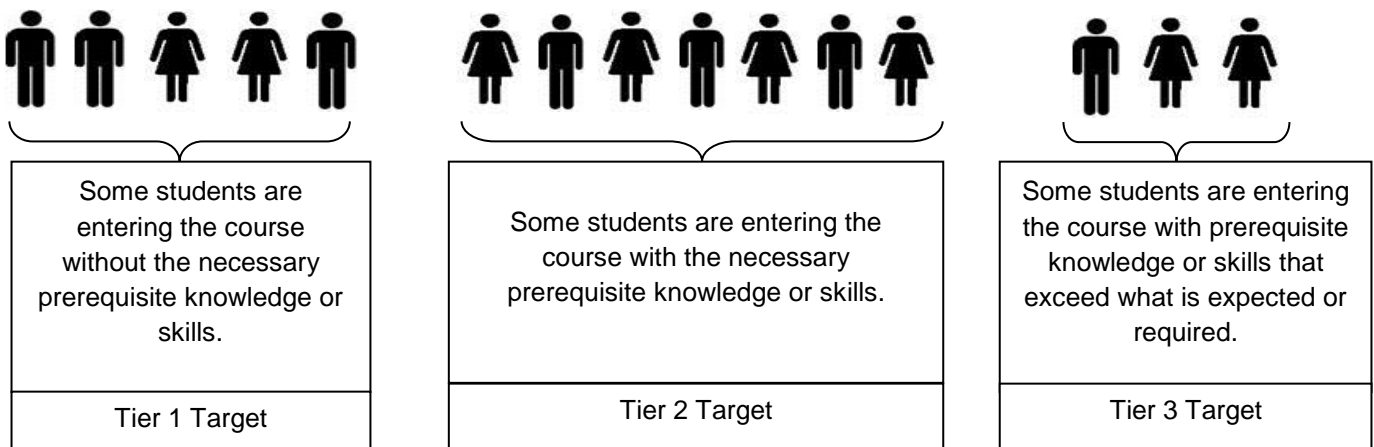 Some students are
entering the course
without the necessary
prerequisite knowledge or
skills.
Tier 1 Target
Some students are entering the
course with the necessary
prerequisite knowledge or skills.
Tier 2 Target
Some students are entering
the course with prerequisite
knowledge or skills that
exceed what is expected or
required.
Tier 3 Target